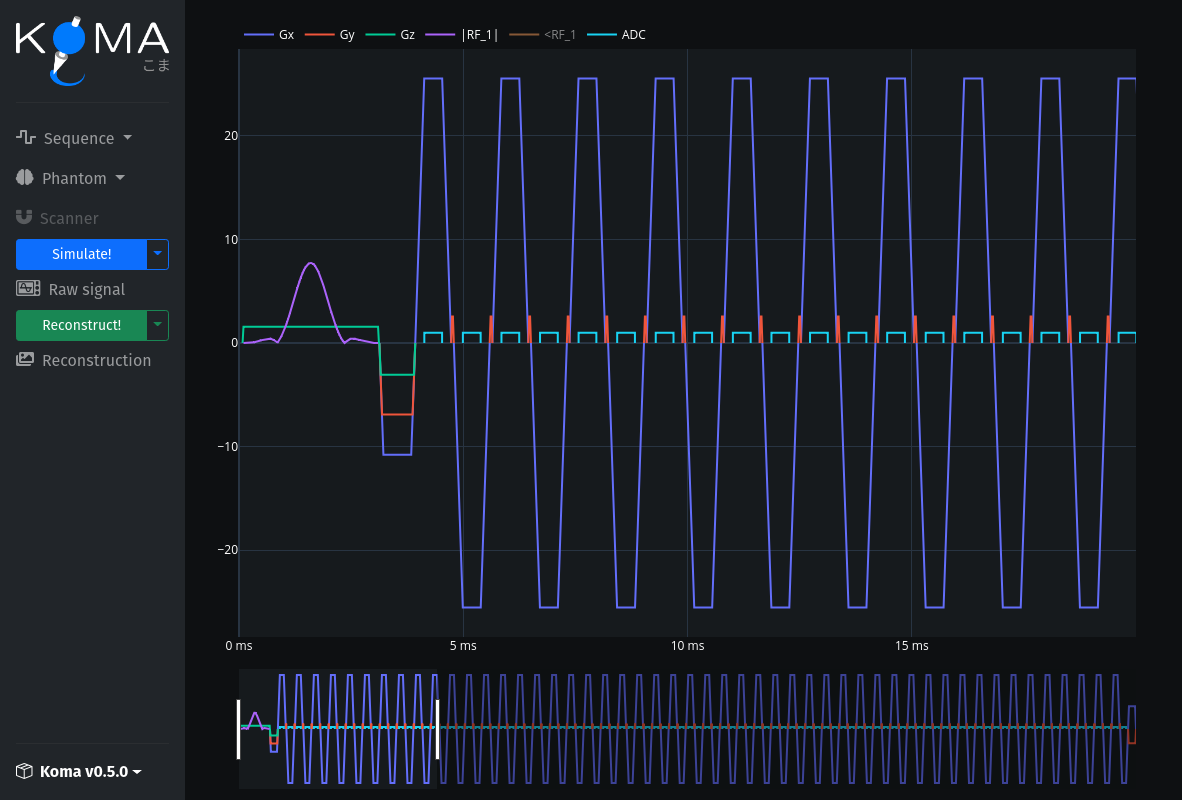 KOMA
こま
Sequence
Phantom
Scanner
Simulate!
Raw signal
Reconstruct!
Reconstruction
Koma v0.5.0
Gx Gy Gz |RF_1| <RF_1 ADC
20
10
0
−10
−20
0 ms 5 ms 10 ms 15 ms